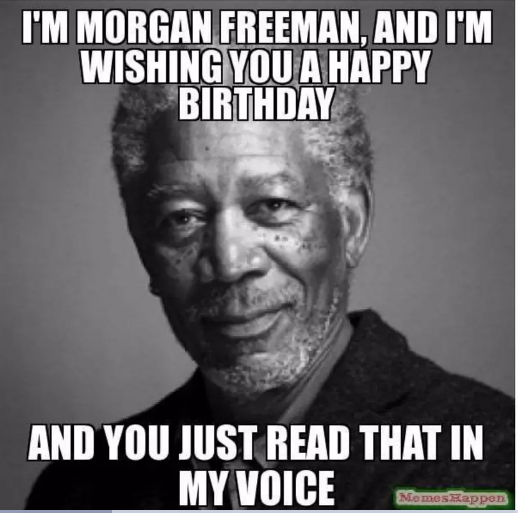 I'M MORGAN FREEMAN, AND I'M
WISHING YOU A HAPPY
BIRTHDAY
AND YOU JUST READ THAT IN
MY VOICE
MemesHappen